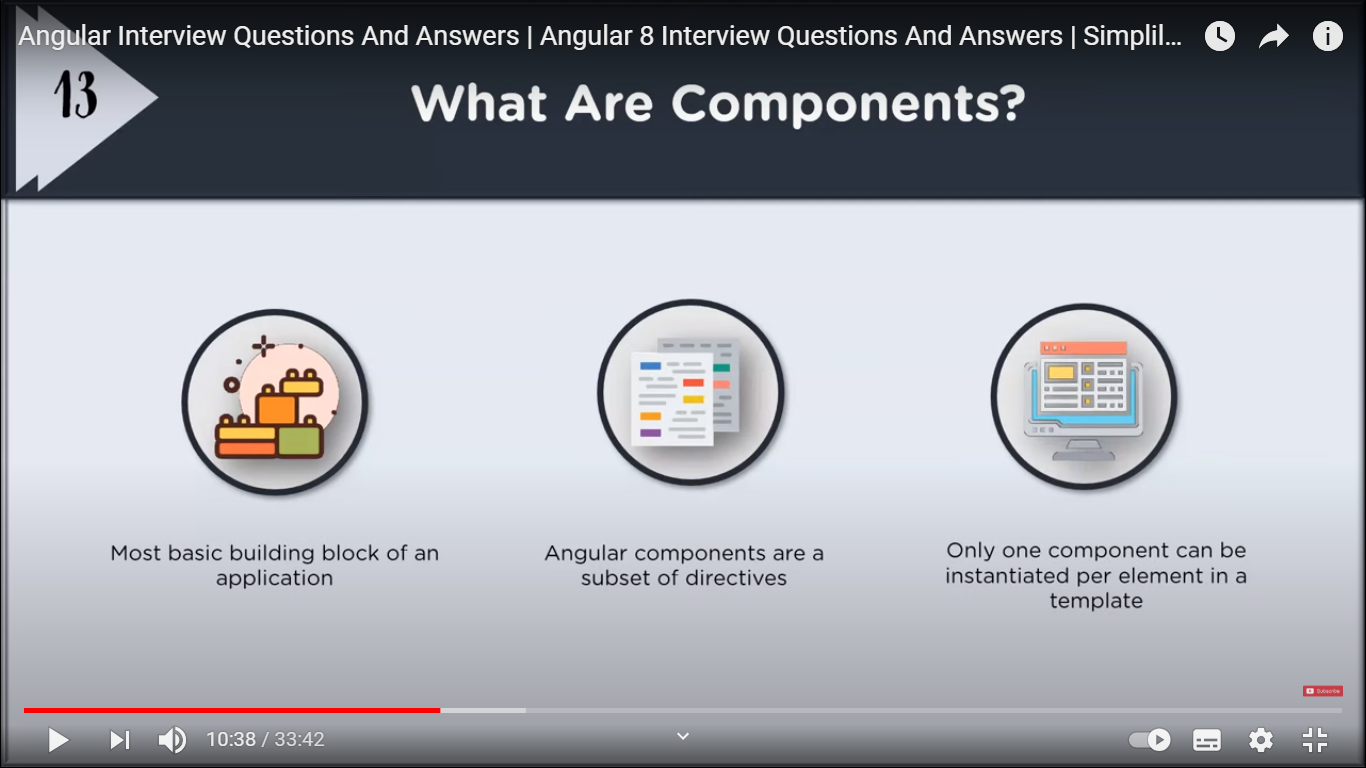 Angular Interview Questions And Answers | Angular 8 Interview Questions And Answers | Simplil...
13
What Are Components?
Most basic building block of an
application
Angular components are a
subset of directives
Only one component can be
instantiated per element in a
template
Subscribe
10:38 / 33:42